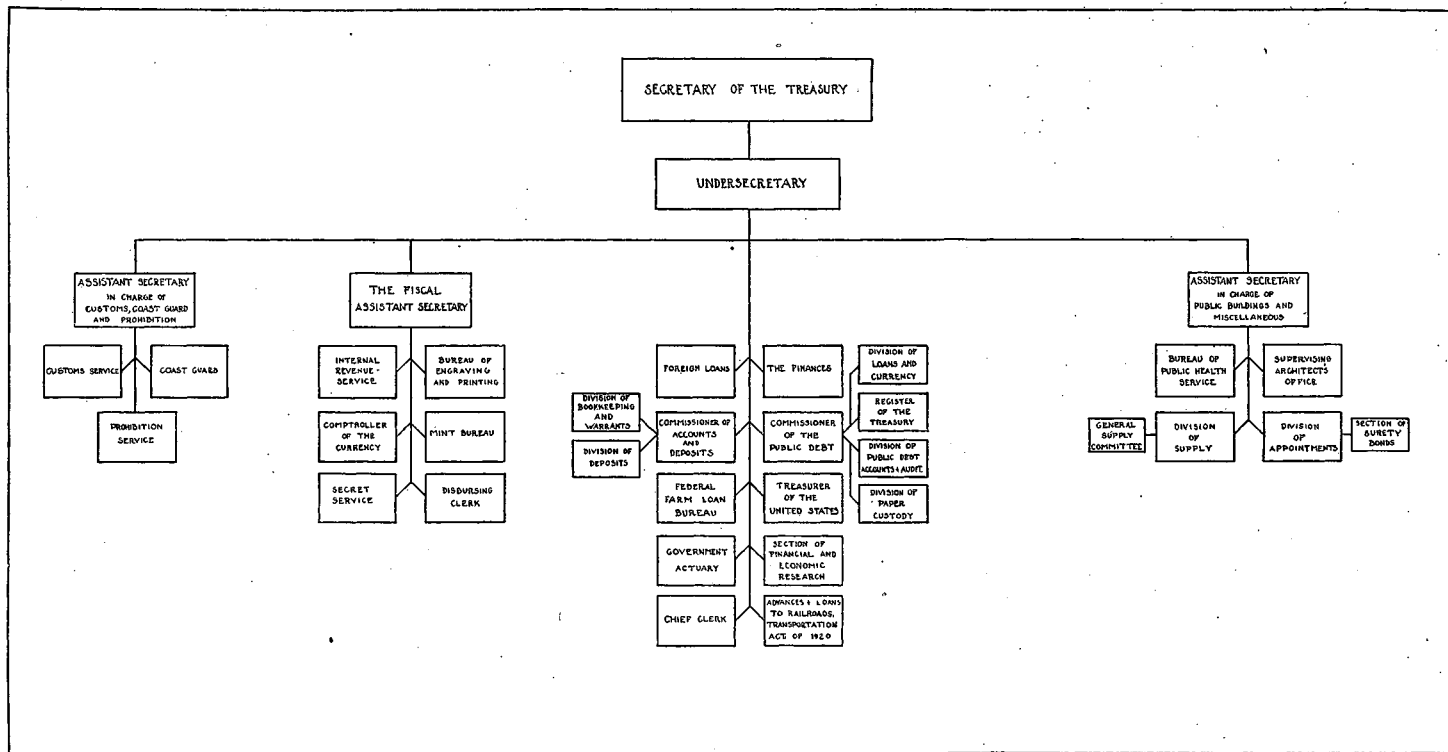 SECRETARY OF THE TREASURY
UNDERSECRETARY
ASSISTANT SECRETARY
IN CHARGE OF
CUSTOMS, COAST GUARD
AND PROHIBITION
CUSTOMS SERVICE
COAST GUARD
PROHIBITION
SERVICE
THE FISCAL
ASSISTANT SECRETARY
INTERNAL
REVENUE-
SERVICE
BUREAU OF
ENGRAVING
AND PRINTING
COMPTROLLER
OF THE
CURRENCY
MINT BUREAU
SECRET
SERVICE
DISBURSING
CLERK
FOREIGN LOANS
THE FINANCES
DIVISION OF
BOOKKEEPING
AND
WARRANTS
DIVISION OF
DEPOSITS
COMMISSIONER OF
ACCOUNTS
AND
DEPOSITS
COMMISSIONER
OF THE
PUBLIC DEBT
DIVISION OF
LOANS AND
CURRENCY
REGISTER
OF THE
TREASURY
DIVISION OF
PUBLIC DEBT
ACCOUNTS & AUDIT
DIVISION OF
PAPER
CUSTODY
FEDERAL
FARM LOAN
BUREAU
TREASURER
OF THE
UNITED STATES
GOVERNMENT
ACTUARY
SECTION OF
FINANCIAL AND
ECONOMIC
RESEARCH
CHIEF CLERK
ADVANCES & LOANS
TO RAILROADS,
TRANSPORTATION
ACT OF 1920
ASSISTANT SECRETARY
IN CHARGE OF
PUBLIC BUILDINGS AND
MISCELLANEOUS
BUREAU OF
PUBLIC HEALTH
SERVICE
SUPERVISING
ARCHITECTS
OFFICE
GENERAL
SUPPLY
COMMITTEE
DIVISION
OF
SUPPLY
DIVISION
OF
APPOINTMENTS
SECTION OF
SURETY
BONDS